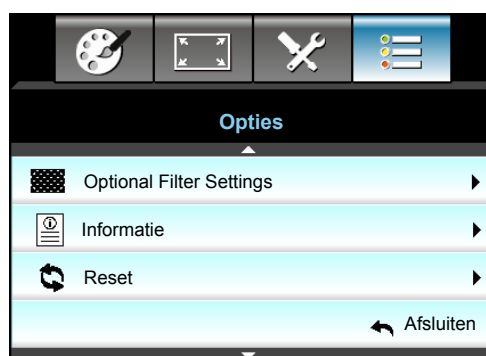 Opties
Optional Filter Settings
Informatie
Reset
Afsluiten